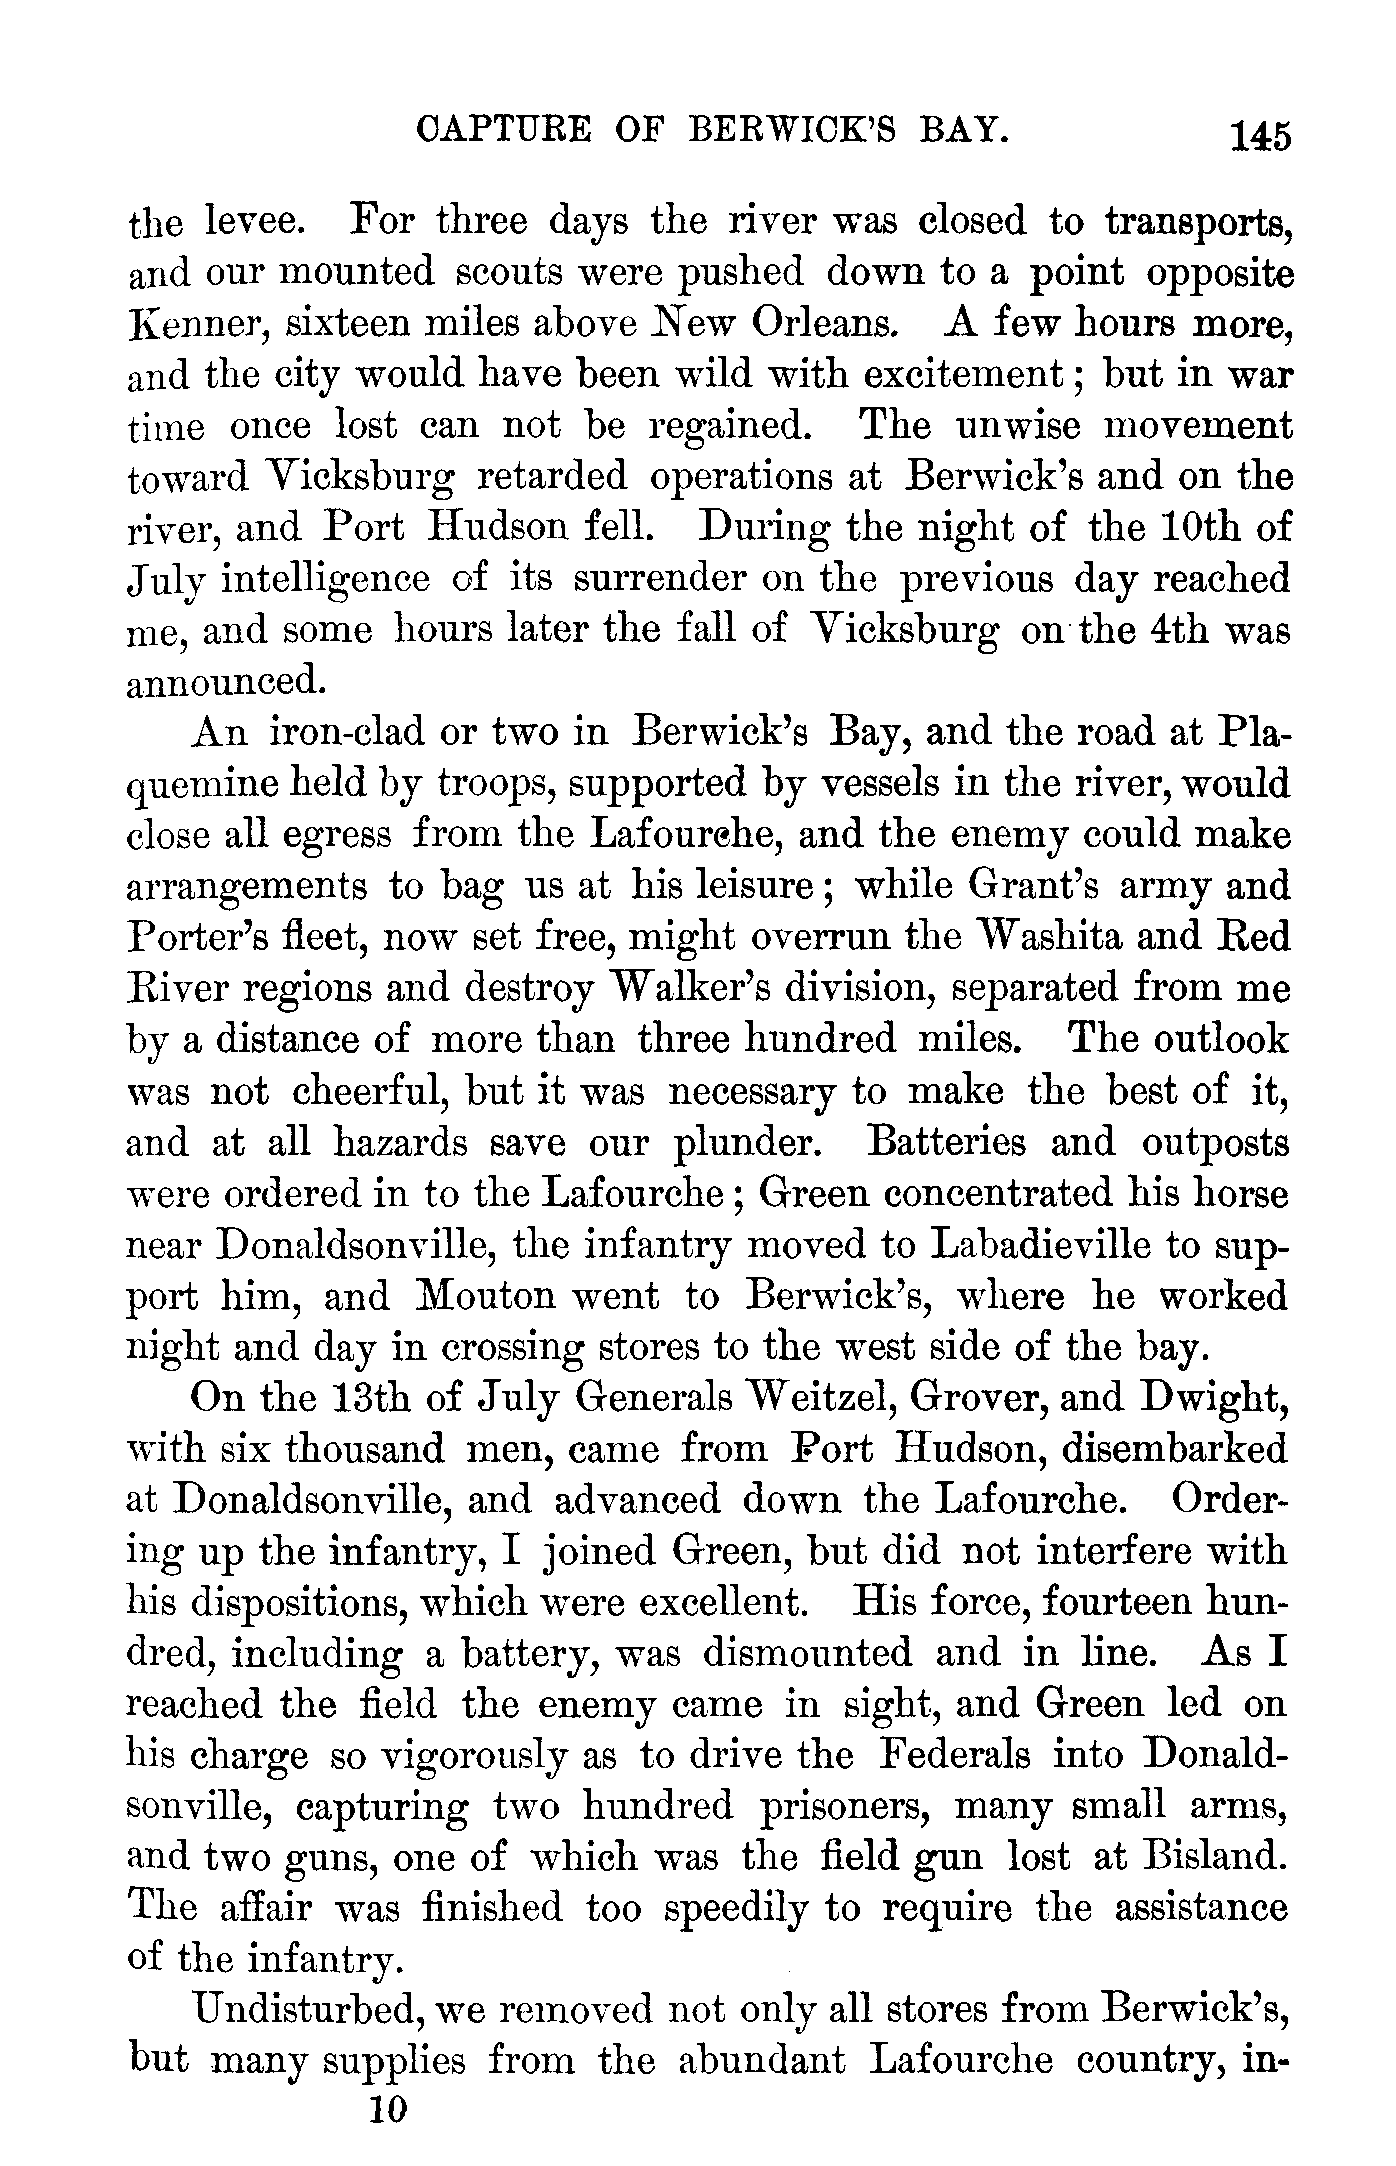 CAPTURE OF BERWICK'S BAY. 145
the levee. For three days the river was closed to transports,
and our mounted scouts were pushed down to a point opposite
Kenner, sixteen miles above New Orleans. A few hours more,
and the city would have been wild with excitement; but in war
time once lost can not be regained. The unwise movement
toward Vicksburg retarded operations at Berwick's and on the
river, and Port Hudson fell. During the night of the 10th of
July intelligence of its surrender on the previous day reached
me, and some hours later the fall of Vicksburg on the 4th was
announced.
An iron-clad or two in Berwick's Bay, and the road at Pla-
quemine held by troops, supported by vessels in the river, would
close all egress from the Lafourche, and the enemy could make
arrangements to bag us at his leisure; while Grant's army and
Porter's fleet, now set free, might overrun the Washita and Red
River regions and destroy Walker's division, separated from me
by a distance of more than three hundred miles. The outlook
was not cheerful, but it was necessary to make the best of it,
and at all hazards save our plunder. Batteries and outposts
were ordered in to the Lafourche; Green concentrated his horse
near Donaldsonville, the infantry moved to Labadieville to sup-
port him, and Mouton went to Berwick's, where he worked
night and day in crossing stores to the west side of the bay.
On the 13th of July Generals Weitzel, Grover, and Dwight,
with six thousand men, came from Port Hudson, disembarked
at Donaldsonville, and advanced down the Lafourche. Order-
ing up the infantry, I joined Green, but did not interfere with
his dispositions, which were excellent. His force, fourteen hun-
dred, including a battery, was dismounted and in line. As I
reached the field the enemy came in sight, and Green led on
his charge so vigorously as to drive the Federals into Donald-
sonville, capturing two hundred prisoners, many small arms,
and two guns, one of which was the field gun lost at Bisland.
The affair was finished too speedily to require the assistance
of the infantry.
Undisturbed, we removed not only all stores from Berwick's,
but many supplies from the abundant Lafourche country, in-
10